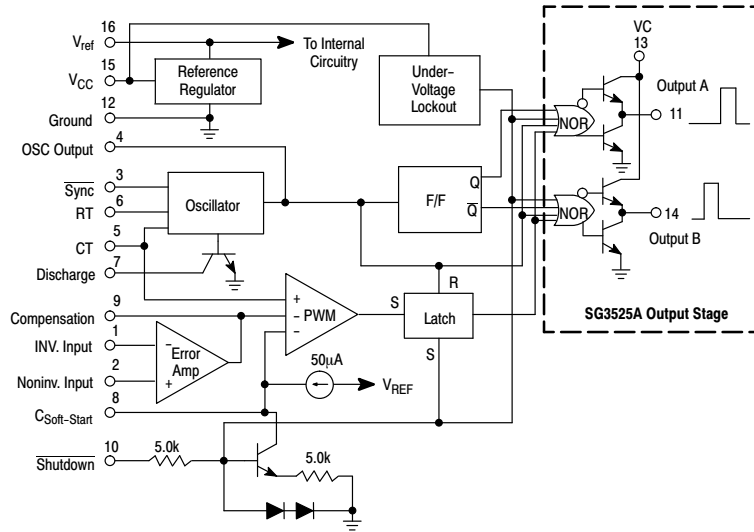 16
Vref
15
VCC
12
Ground
4
OSC Output
3
Sync
6
RT
5
CT
7
Discharge
9
Compensation
1
INV. Input
2
Noninv. Input
8
CSoft-Start
10
Shutdown
To Internal
Circuitry
Reference
Regulator
Under-
Voltage
Lockout
Oscillator
F/F
Q
Q
NOR
NOR
VC
13
Output A
11
14
Output B
SG3525A Output Stage
+
−
−
PWM
S
R
Latch
S
−
Error
Amp
+
50μA
VREF
5.0k
5.0k